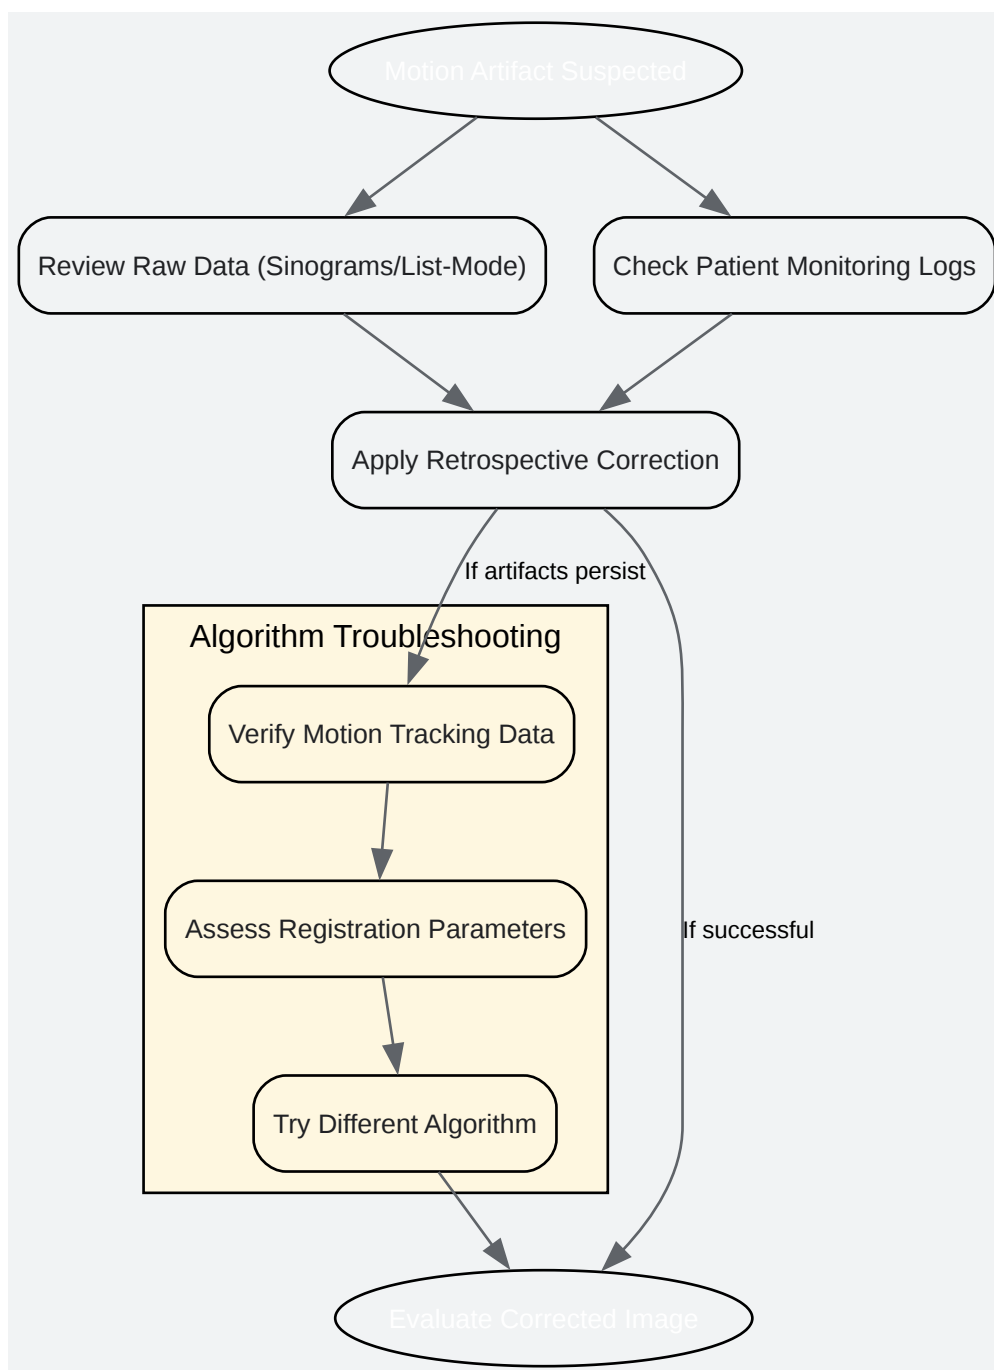 Motion Artifact Suspected
Review Raw Data (Sinograms/List-Mode)
Check Patient Monitoring Logs
Apply Retrospective Correction
If artifacts persist
Algorithm Troubleshooting
Verify Motion Tracking Data
Assess Registration Parameters
If successful
Try Different Algorithm
Evaluate Corrected Image